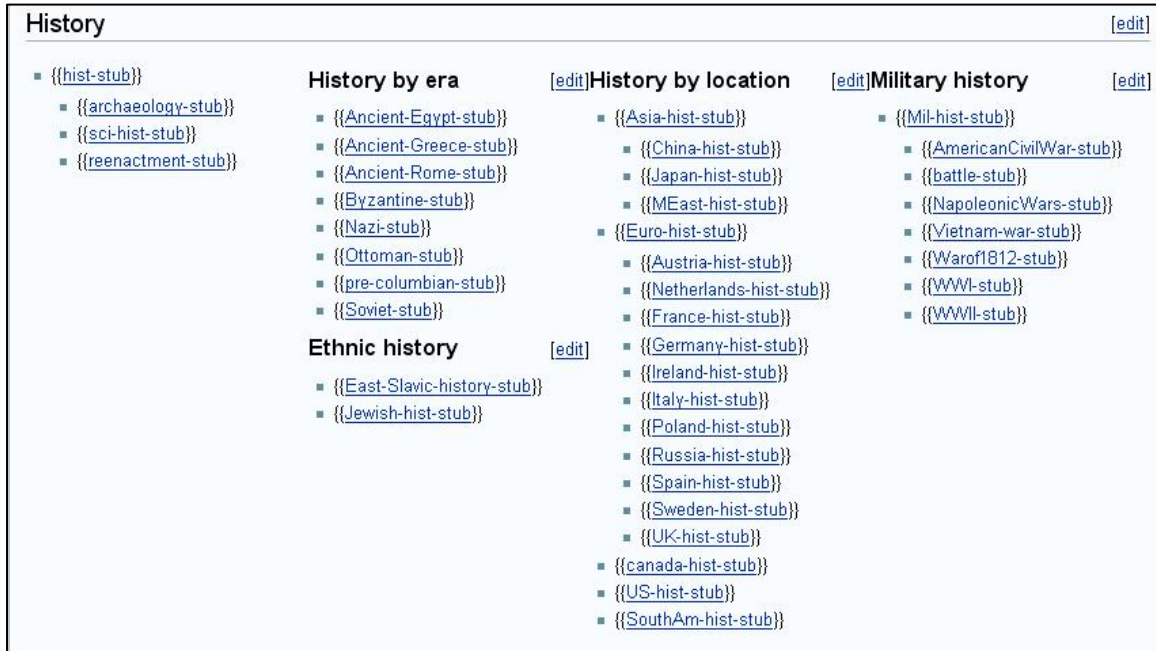 History [edit]
{{hist-stub}}
{{archaeology-stub}}
{{sci-hist-stub}}
{{reenactment-stub}}
History by era [edit]
{{Ancient-Egypt-stub}}
{{Ancient-Greece-stub}}
{{Ancient-Rome-stub}}
{{Byzantine-stub}}
{{Nazi-stub}}
{{Ottoman-stub}}
{{pre-columbian-stub}}
{{Soviet-stub}}
Ethnic history [edit]
{{East-Slavic-history-stub}}
{{Jewish-hist-stub}}
History by location [edit]
{{Asia-hist-stub}}
{{China-hist-stub}}
{{Japan-hist-stub}}
{{MEast-hist-stub}}
{{Euro-hist-stub}}
{{Austria-hist-stub}}
{{Netherlands-hist-stub}}
{{France-hist-stub}}
{{Germany-hist-stub}}
{{Ireland-hist-stub}}
{{Italy-hist-stub}}
{{Poland-hist-stub}}
{{Russia-hist-stub}}
{{Spain-hist-stub}}
{{Sweden-hist-stub}}
{{UK-hist-stub}}
{{canada-hist-stub}}
{{US-hist-stub}}
{{SouthAm-hist-stub}}
Military history [edit]
{{Mil-hist-stub}}
{{AmericanCivilWar-stub}}
{{battle-stub}}
{{NapoleonicWars-stub}}
{{Vietnam-war-stub}}
{{Warof1812-stub}}
{{WWI-stub}}
{{WWII-stub}}